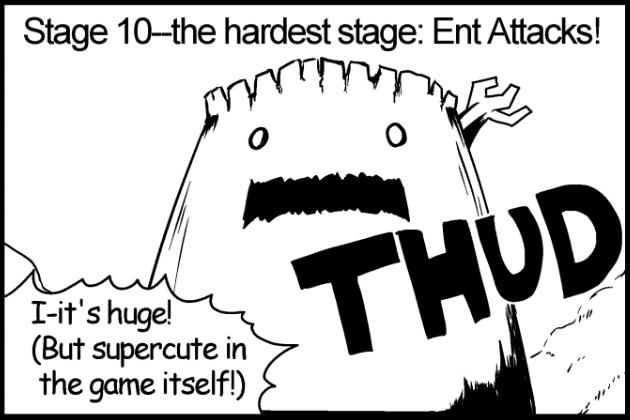 Stage 10--the hardest stage: Ent Attacks!
THUD
I-it's huge!
(But supercute in
the game itself!)